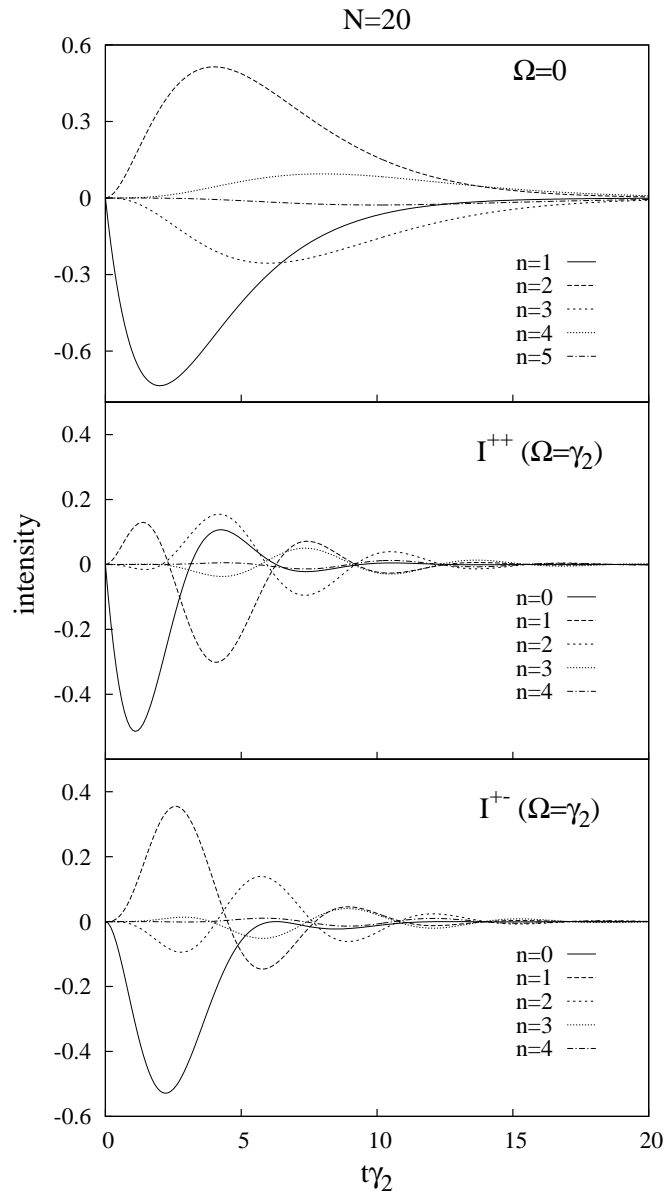 N=20
Ω=0
0.6
0.3
0
-0.3
-0.6
n=1
n=2
n=3
n=4
n=5
I⁺⁺ (Ω=γ₂)
0.4
0.2
0
-0.2
-0.4
n=0
n=1
n=2
n=3
n=4
intensity
I⁺⁻ (Ω=γ₂)
0.4
0.2
0
-0.2
-0.4
-0.6
n=0
n=1
n=2
n=3
n=4
0 5 10 15 20
tγ₂